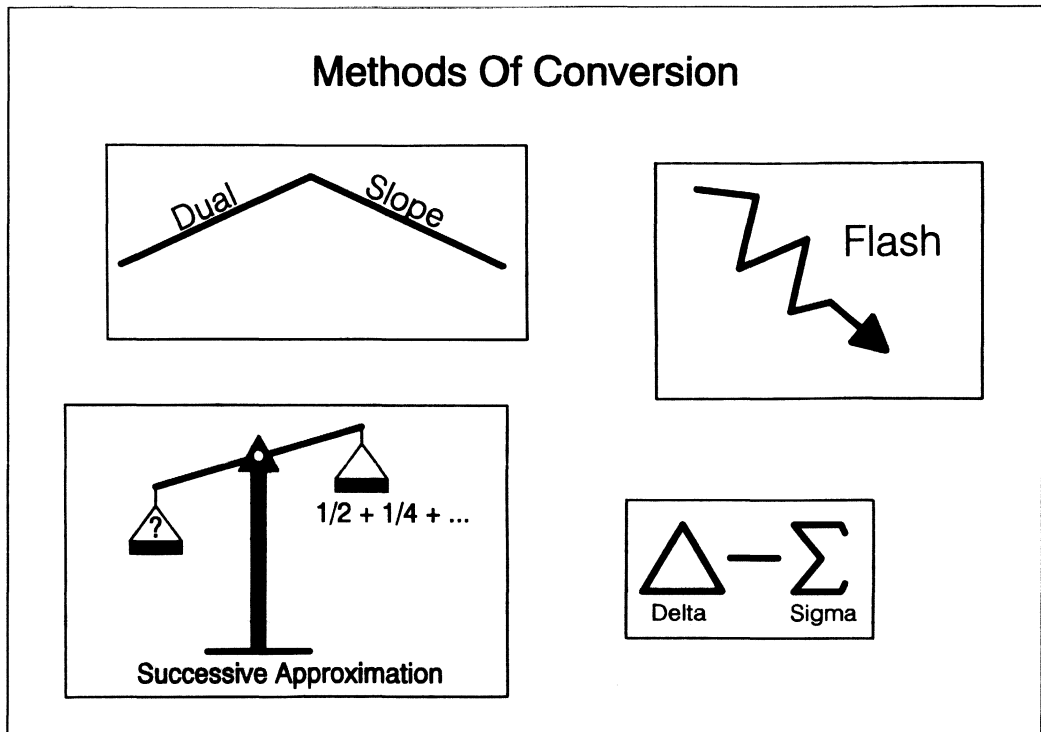 Methods Of Conversion
Dual Slope
Flash
?
1/2 + 1/4 + ...
Successive Approximation
Δ – Σ
Delta Sigma